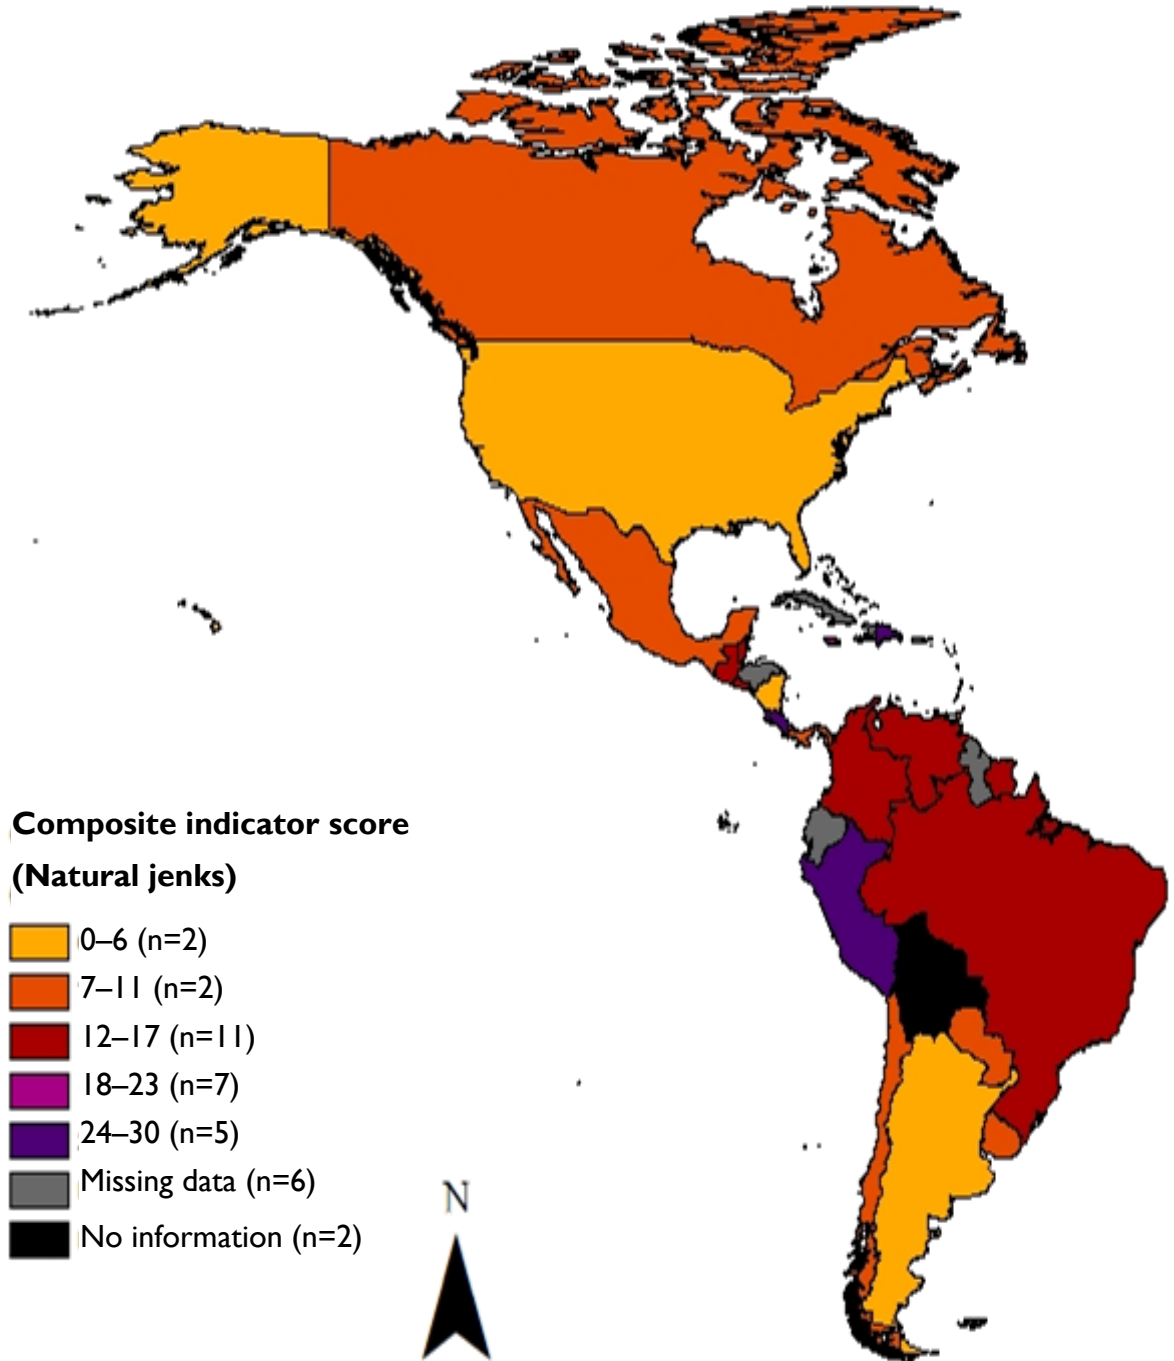 Composite indicator score
(Natural jenks)
0–6 (n=2)
7–11 (n=2)
12–17 (n=11)
18–23 (n=7)
24–30 (n=5)
Missing data (n=6)
No information (n=2)
N